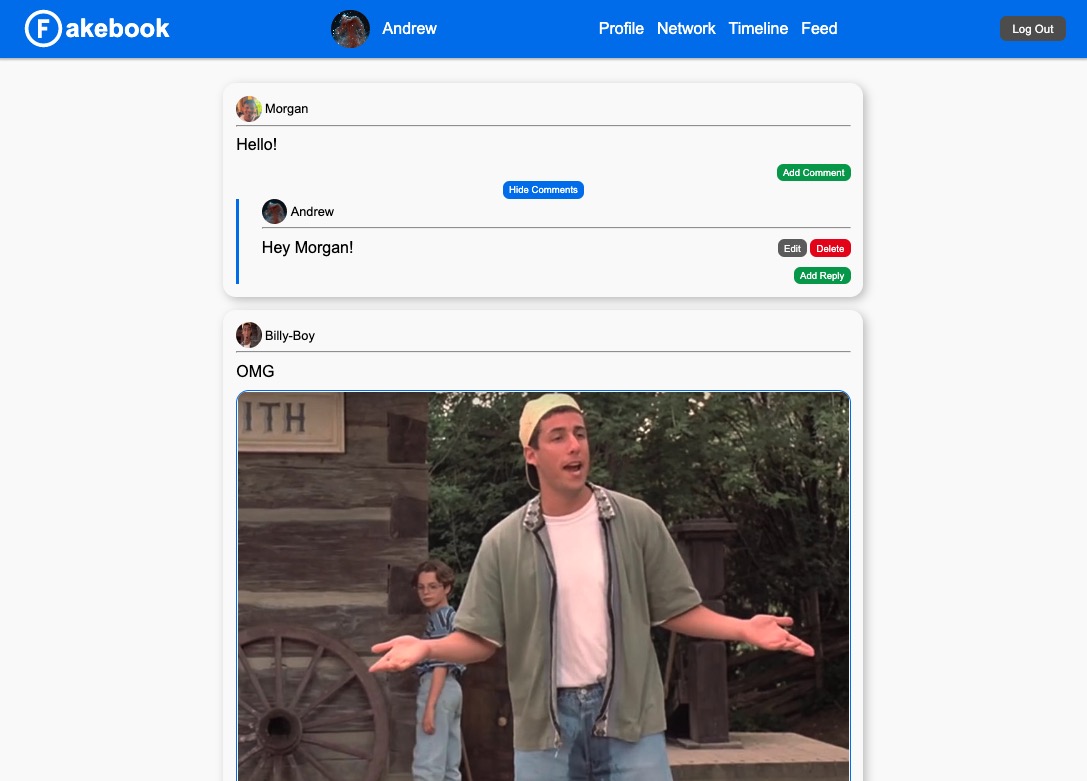 Fakebook
Andrew
Profile Network Timeline Feed
Log Out
Morgan
Hello!
Add Comment
Hide Comments
Andrew
Hey Morgan!
Edit Delete
Add Reply
Billy-Boy
OMG
ITH